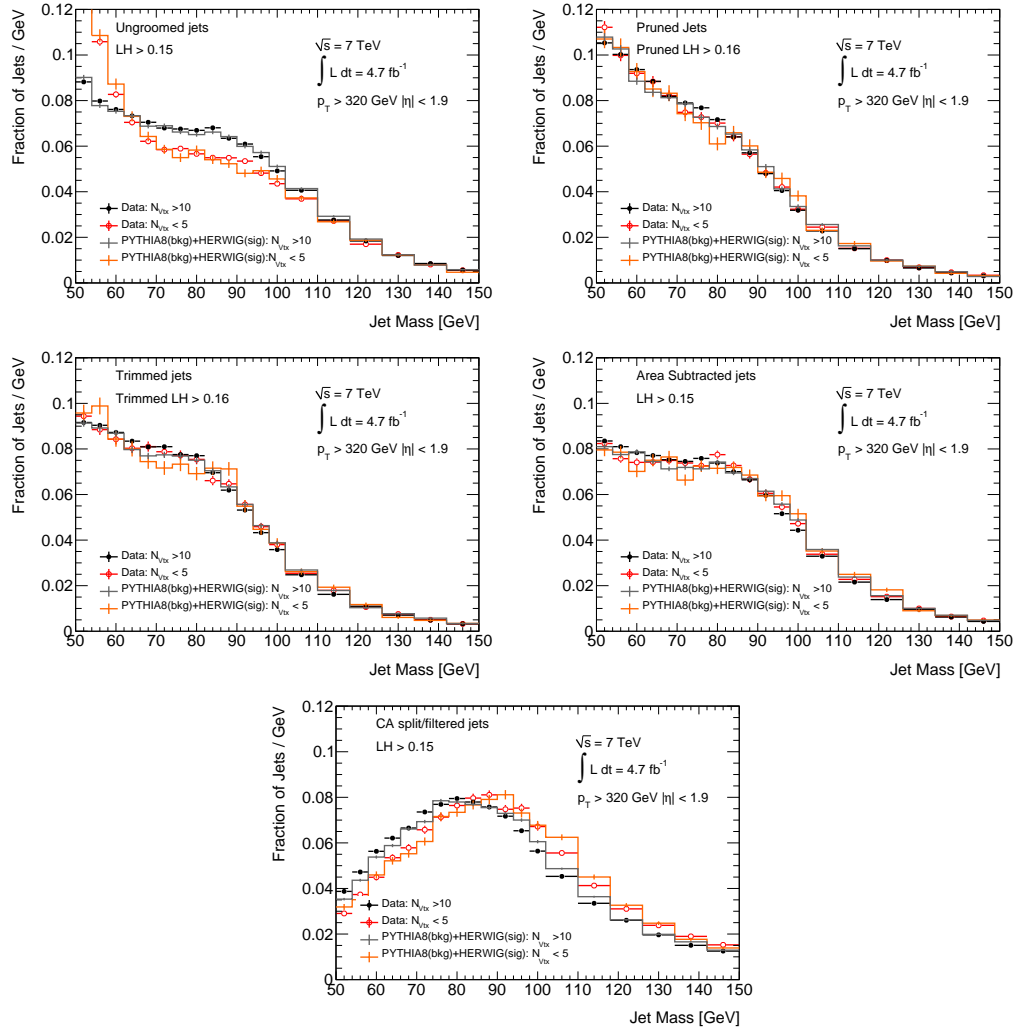 Fraction of Jets / GeV
0.12
0.1
0.08
0.06
0.04
0.02
0
Ungroomed jets
LH > 0.15
√s = 7 TeV
∫ L dt = 4.7 fb⁻¹
p_T > 320 GeV |η| < 1.9
Data: N_Vtx >10
Data: N_Vtx < 5
PYTHIA8(bkg)+HERWIG(sig): N_Vtx >10
PYTHIA8(bkg)+HERWIG(sig):N_Vtx < 5
50 60 70 80 90 100 110 120 130 140 150
Jet Mass [GeV]
Fraction of Jets / GeV
0.12
0.1
0.08
0.06
0.04
0.02
0
Pruned Jets
Pruned LH > 0.16
√s = 7 TeV
∫ L dt = 4.7 fb⁻¹
p_T > 320 GeV |η| < 1.9
Data: N_Vtx >10
Data: N_Vtx < 5
PYTHIA8(bkg)+HERWIG(sig): N_Vtx >10
PYTHIA8(bkg)+HERWIG(sig): N_Vtx < 5
50 60 70 80 90 100 110 120 130 140 150
Jet Mass [GeV]
Fraction of Jets / GeV
0.12
0.1
0.08
0.06
0.04
0.02
0
Trimmed jets
Trimmed LH > 0.16
√s = 7 TeV
∫ L dt = 4.7 fb⁻¹
p_T > 320 GeV |η| < 1.9
Data: N_Vtx >10
Data: N_Vtx < 5
PYTHIA8(bkg)+HERWIG(sig): N_Vtx >10
PYTHIA8(bkg)+HERWIG(sig): N_Vtx < 5
50 60 70 80 90 100 110 120 130 140 150
Jet Mass [GeV]
Fraction of Jets / GeV
0.12
0.1
0.08
0.06
0.04
0.02
0
Area Subtracted jets
LH > 0.15
√s = 7 TeV
∫ L dt = 4.7 fb⁻¹
p_T > 320 GeV |η| < 1.9
Data: N_Vtx >10
Data: N_Vtx < 5
PYTHIA8(bkg)+HERWIG(sig): N_Vtx >10
PYTHIA8(bkg)+HERWIG(sig): N_Vtx < 5
50 60 70 80 90 100 110 120 130 140 150
Jet Mass [GeV]
Fraction of Jets / GeV
0.12
0.1
0.08
0.06
0.04
0.02
0
CA split/filtered jets
LH > 0.15
√s = 7 TeV
∫ L dt = 4.7 fb⁻¹
p_T > 320 GeV |η| < 1.9
Data: N_Vtx >10
Data: N_Vtx < 5
PYTHIA8(bkg)+HERWIG(sig): N_Vtx >10
PYTHIA8(bkg)+HERWIG(sig): N_Vtx < 5
50 60 70 80 90 100 110 120 130 140 150
Jet Mass [GeV]